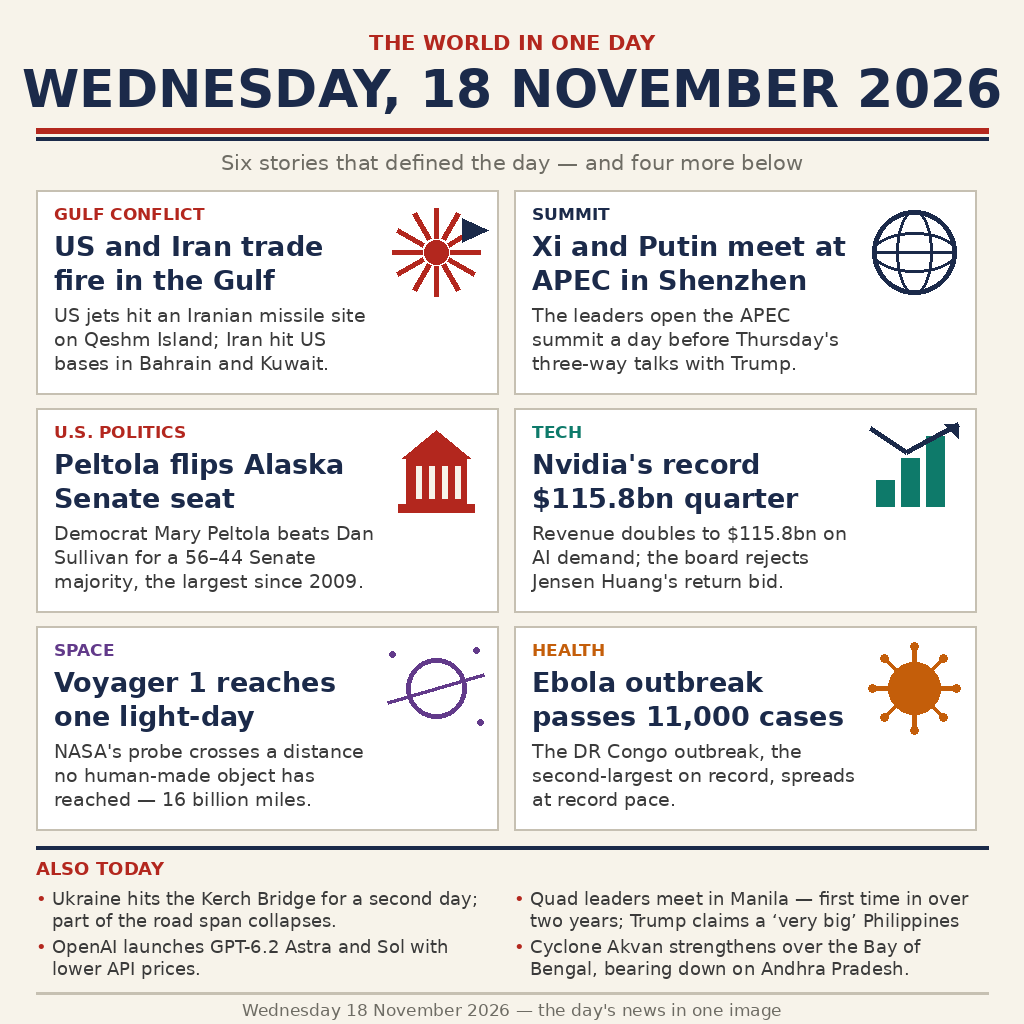 THE WORLD IN ONE DAY
WEDNESDAY, 18 NOVEMBER 2026
Six stories that defined the day — and four more below
GULF CONFLICT
US and Iran trade
fire in the Gulf
US jets hit an Iranian missile site
on Qeshm Island; Iran hit US
bases in Bahrain and Kuwait.
SUMMIT
Xi and Putin meet at
APEC in Shenzhen
The leaders open the APEC
summit a day before Thursday's
three-way talks with Trump.
U.S. POLITICS
Peltola flips Alaska
Senate seat
Democrat Mary Peltola beats Dan
Sullivan for a 56–44 Senate
majority, the largest since 2009.
TECH
Nvidia's record
$115.8bn quarter
Revenue doubles to $115.8bn on
AI demand; the board rejects
Jensen Huang's return bid.
SPACE
Voyager 1 reaches
one light-day
NASA's probe crosses a distance
no human-made object has
reached — 16 billion miles.
HEALTH
Ebola outbreak
passes 11,000 cases
The DR Congo outbreak, the
second-largest on record, spreads
at record pace.
ALSO TODAY
• Ukraine hits the Kerch Bridge for a second day;
part of the road span collapses.
• OpenAI launches GPT-6.2 Astra and Sol with
lower API prices.
• Quad leaders meet in Manila — first time in over
two years; Trump claims a ‘very big’ Philippines
• Cyclone Akvan strengthens over the Bay of
Bengal, bearing down on Andhra Pradesh.
Wednesday 18 November 2026 — the day's news in one image